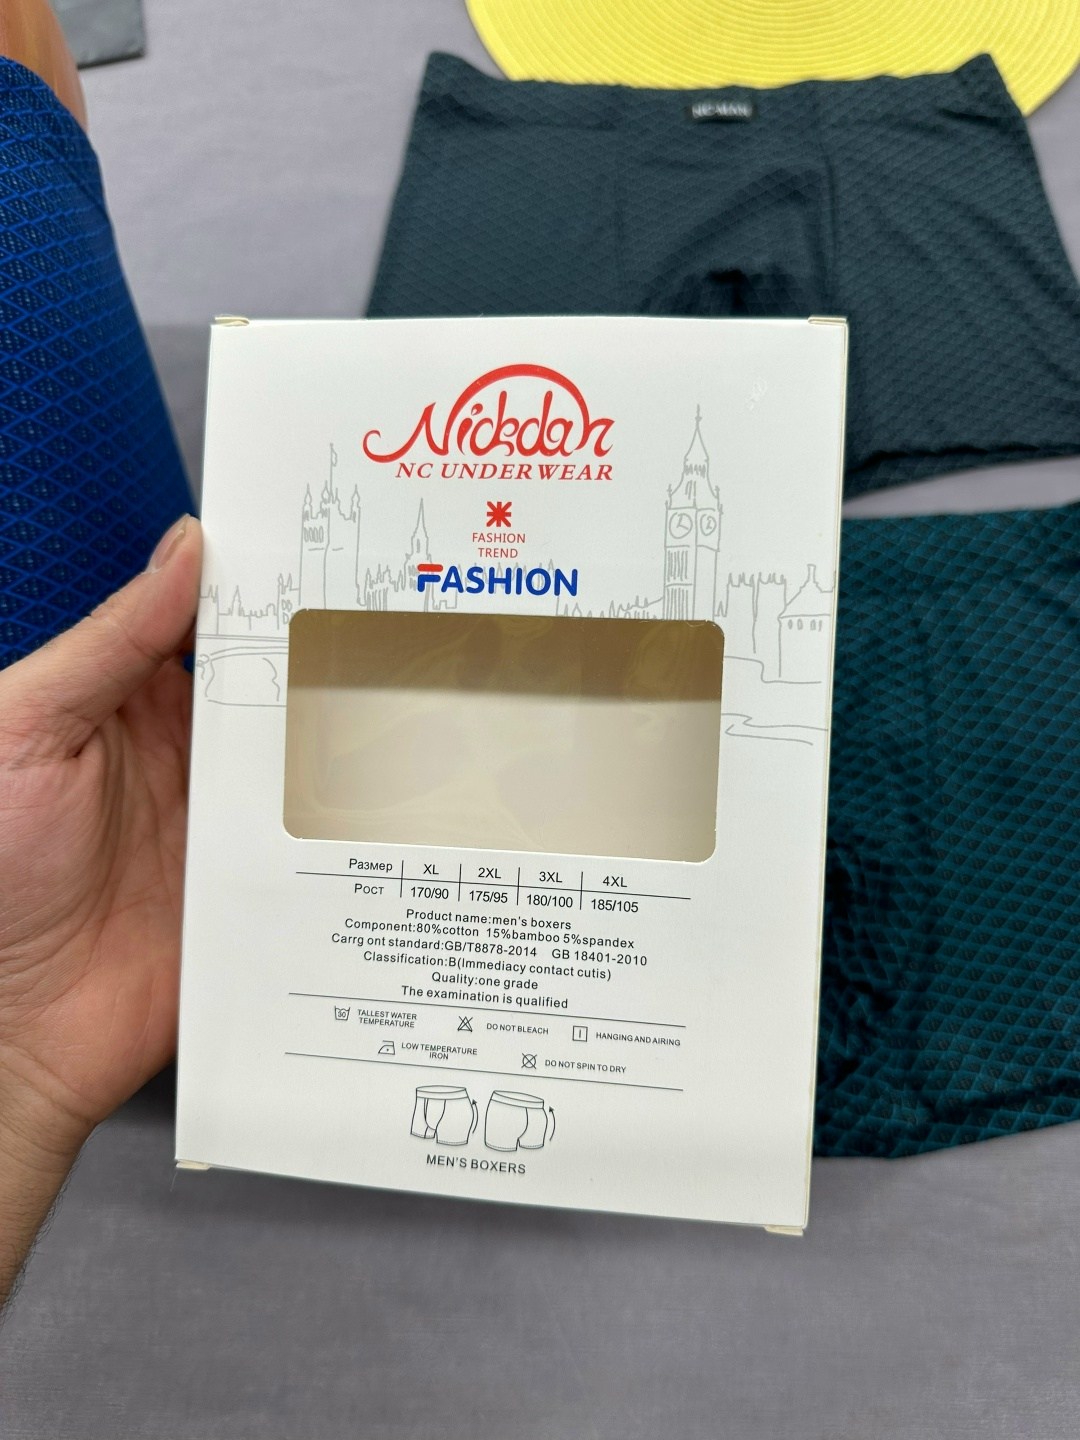 NC-MAN
Nickdan
NC UNDERWEAR
FASHION
TREND
FASHION
Размер XL 2XL 3XL 4XL
Рост 170/90 175/95 180/100 185/105
Product name:men's boxers
Component:80%cotton 15%bamboo 5%spandex
Carrg ont standard:GB/T8878-2014 GB 18401-2010
Classification:B(Immediacy contact cutis)
Quality:one grade
The examination is qualified
30
TALLEST WATER
TEMPERATURE
DO NOT BLEACH
HANGING AND AIRING
LOW TEMPERATURE
IRON
DO NOT SPIN TO DRY
MEN'S BOXERS